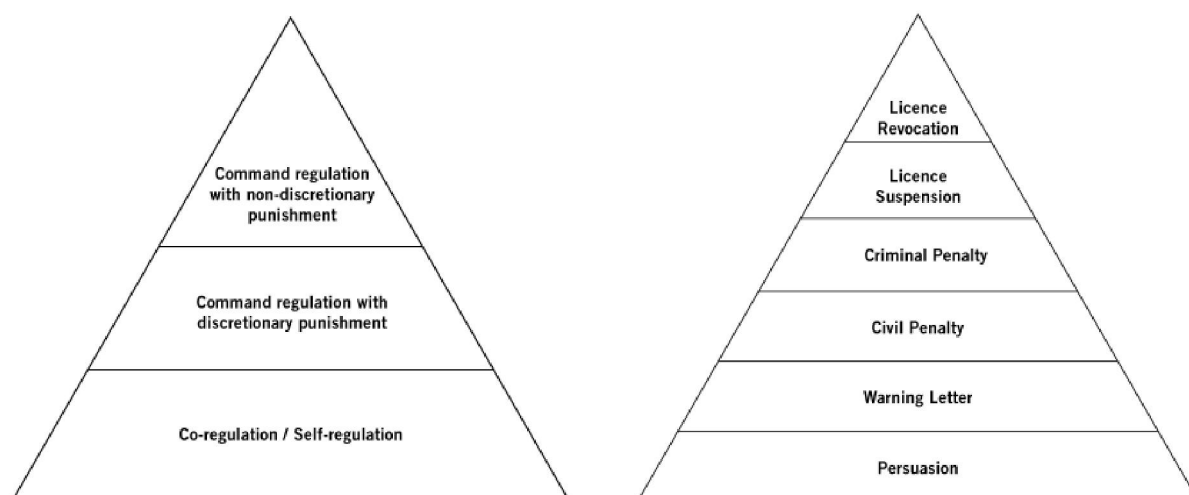 Command regulation
with non-discretionary
punishment
Command regulation with
discretionary punishment
Co-regulation / Self-regulation
Licence
Revocation
Licence
Suspension
Criminal Penalty
Civil Penalty
Warning Letter
Persuasion